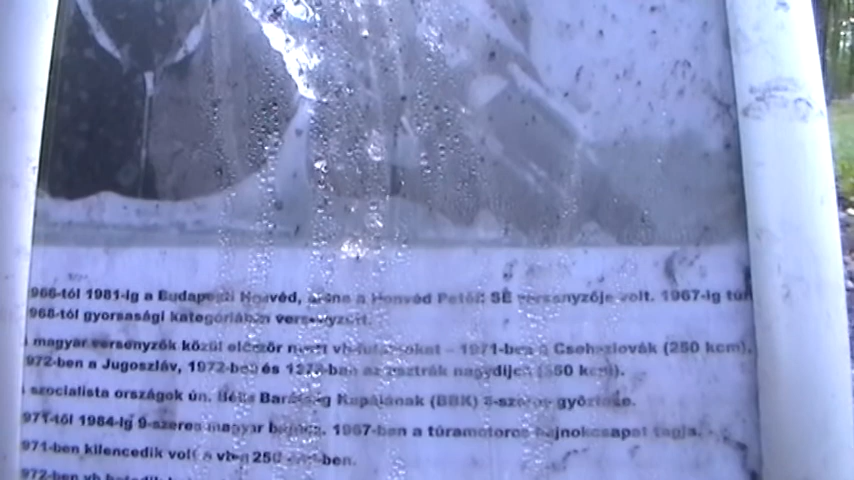 966-tól 1981-ig a Budapesti Honvéd, a Honvéd Petőfi SE versenyzője volt. 1967-ig túr
968-tól gyorsasági kategóriában versenyzett.
magyar versenyzők közül először nyert vb-futamokat – 1971-ben a Csehszlovák (250 kcm),
972-ben a Jugoszláv, 1972-ben és 1973-ban az osztrák nagydíjat (350 kcm).
szocialista országok ún. Béke Barátság Kupájának (BBK) 3-szoros győztese.
971-től 1984-ig 9-szeres magyar bajnok. 1967-ben a túramotoros bajnokcsapat tagja.
971-ben kilencedik volt a vb-n 250 -ben.
972-ben vb hatodik